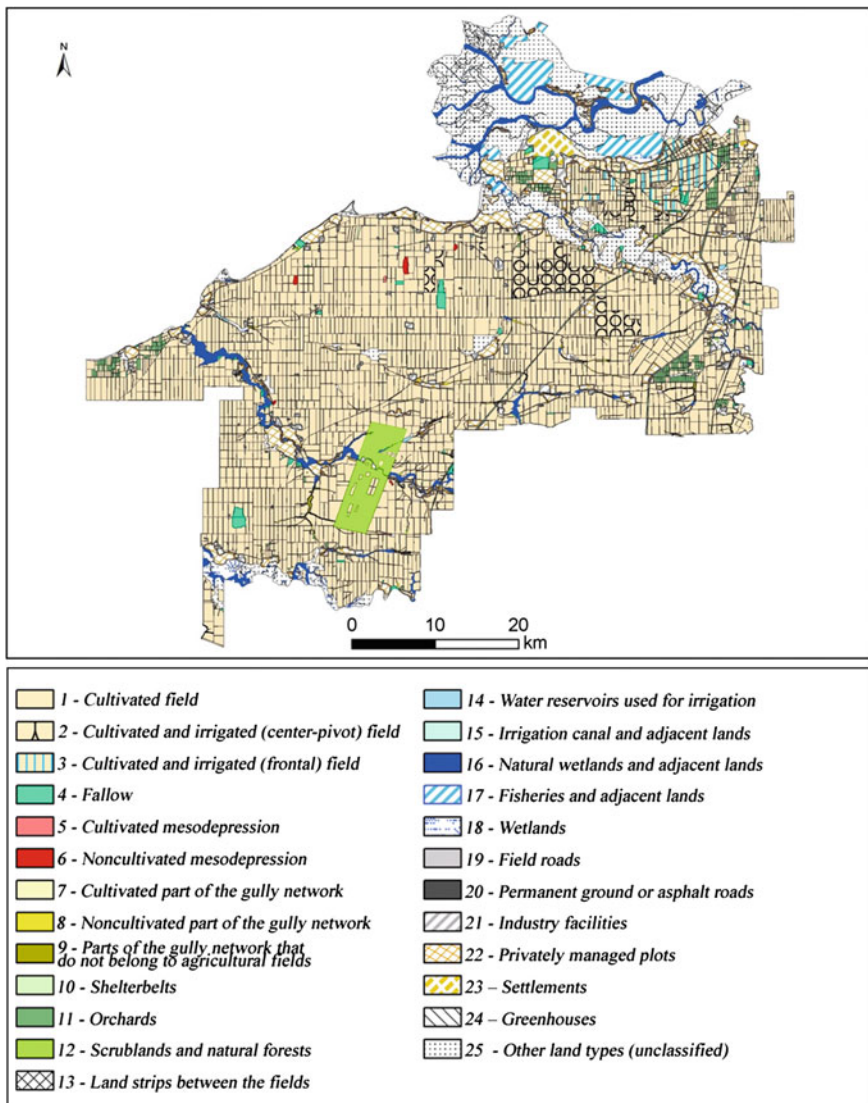 N
0 10 20
km
1 - Cultivated field
2 - Cultivated and irrigated (center-pivot) field
3 - Cultivated and irrigated (frontal) field
4 - Fallow
5 - Cultivated mesodepression
6 - Noncultivated mesodepression
7 - Cultivated part of the gully network
8 - Noncultivated part of the gully network
9 - Parts of the gully network that
do not belong to agricultural fields
10 - Shelterbelts
11 - Orchards
12 - Scrublands and natural forests
13 - Land strips between the fields
14 - Water reservoirs used for irrigation
15 - Irrigation canal and adjacent lands
16 - Natural wetlands and adjacent lands
17 - Fisheries and adjacent lands
18 - Wetlands
19 - Field roads
20 - Permanent ground or asphalt roads
21 - Industry facilities
22 - Privately managed plots
23 – Settlements
24 – Greenhouses
25 - Other land types (unclassified)